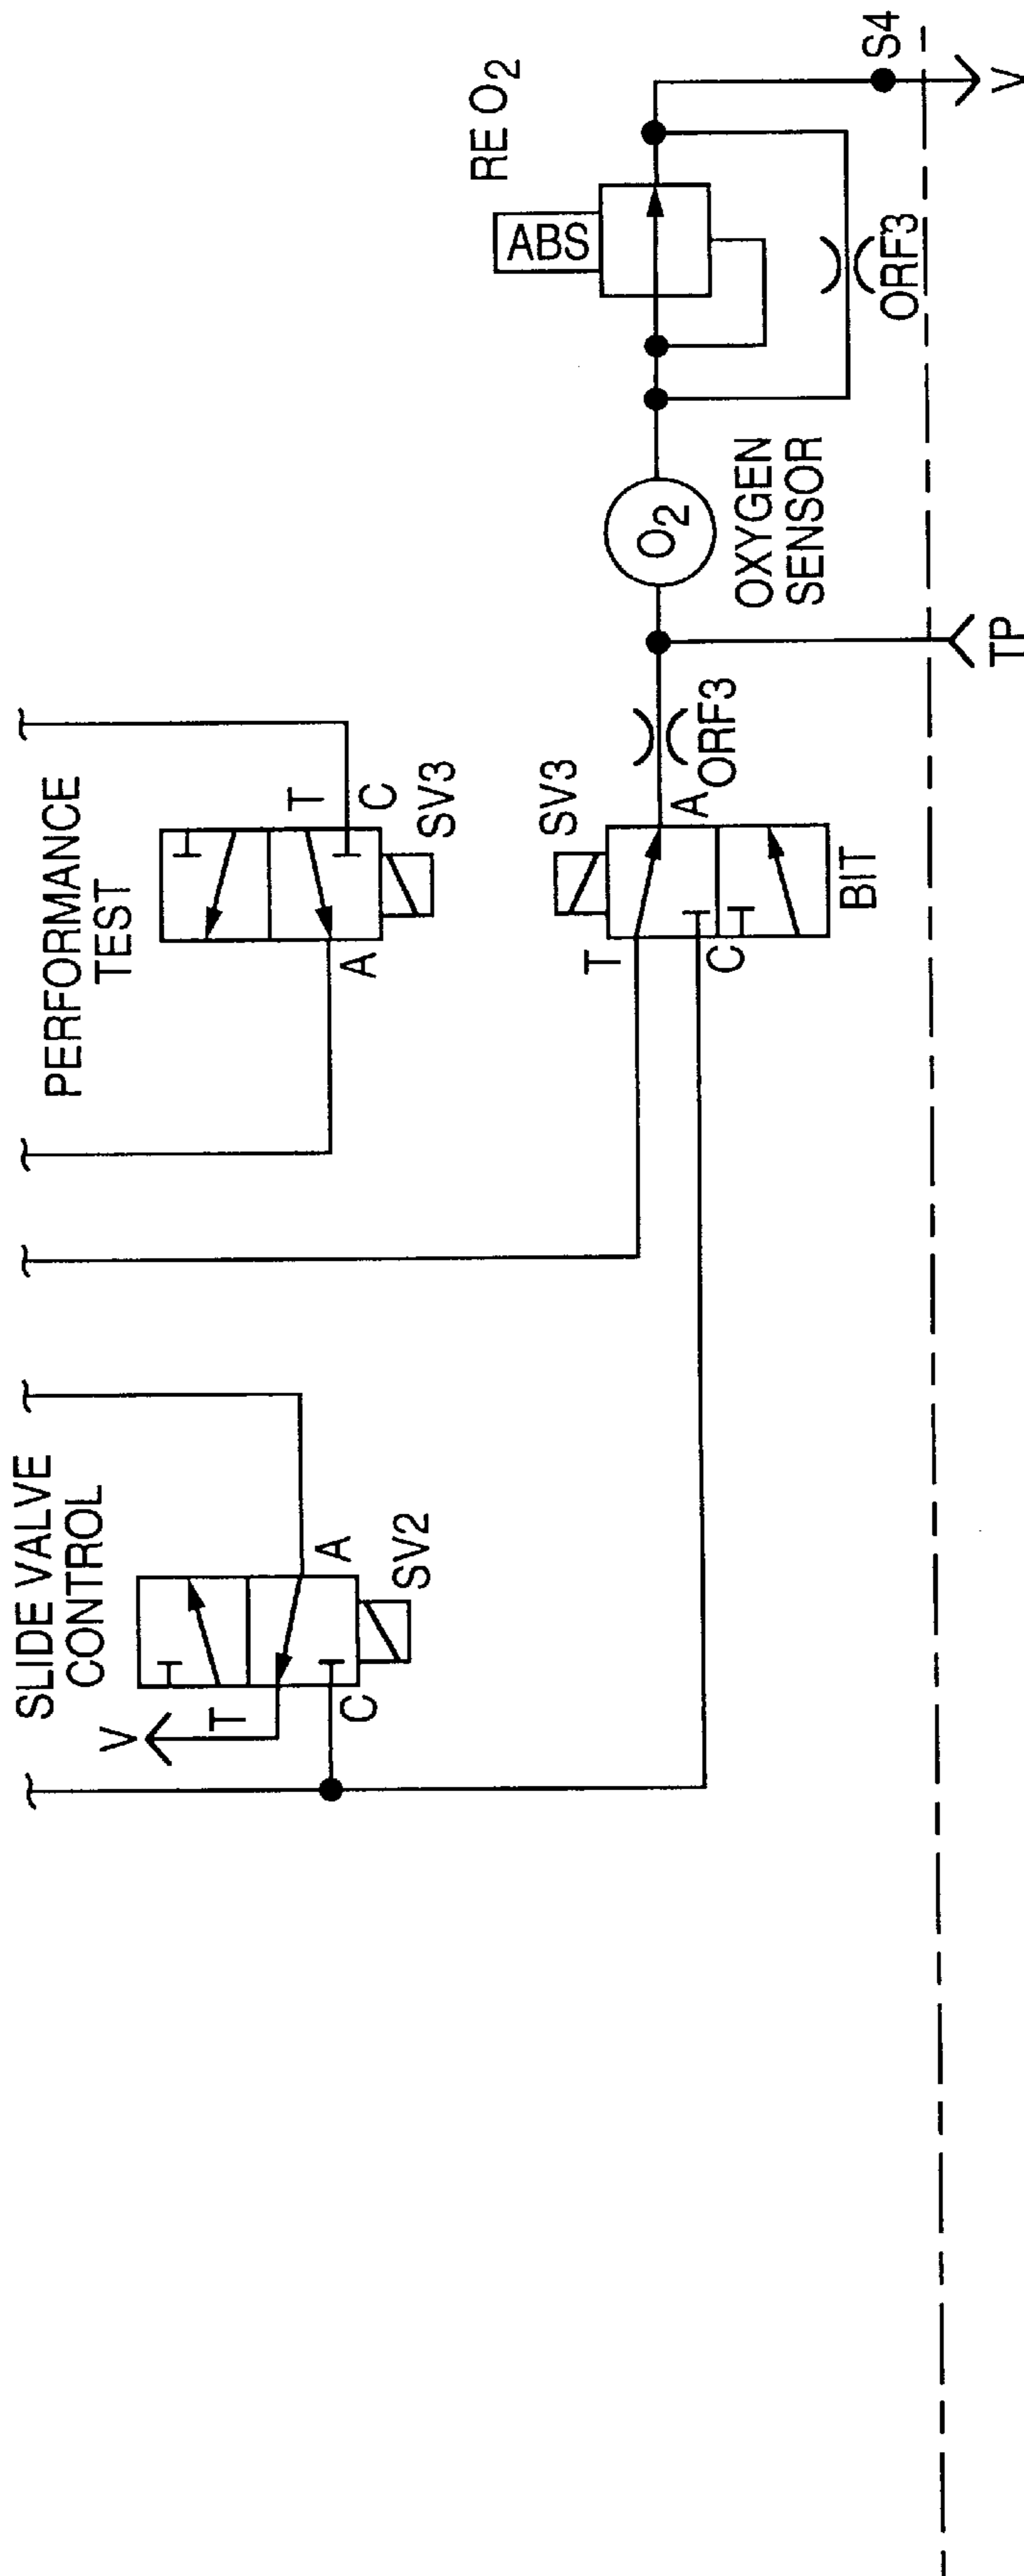 SLIDE VALVE
CONTROL
V
T
C
A
SV2
PERFORMANCE
TEST
A
T
C
SV3
SV3
T
C
A
BIT
ORF3
TP
O2
OXYGEN
SENSOR
RE O2
ABS
ORF3
S4
V